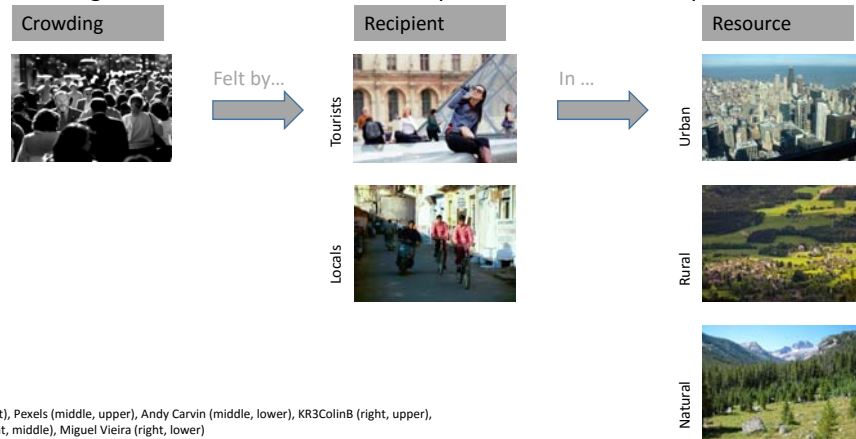 Crowding
Recipient
Resource
Felt by…
In …
Tourists
Urban
Locals
Rural
Natural
Pexels (middle, upper), Andy Carvin (middle, lower), KR3ColinB (right, upper),
middle), Miguel Vieira (right, lower)